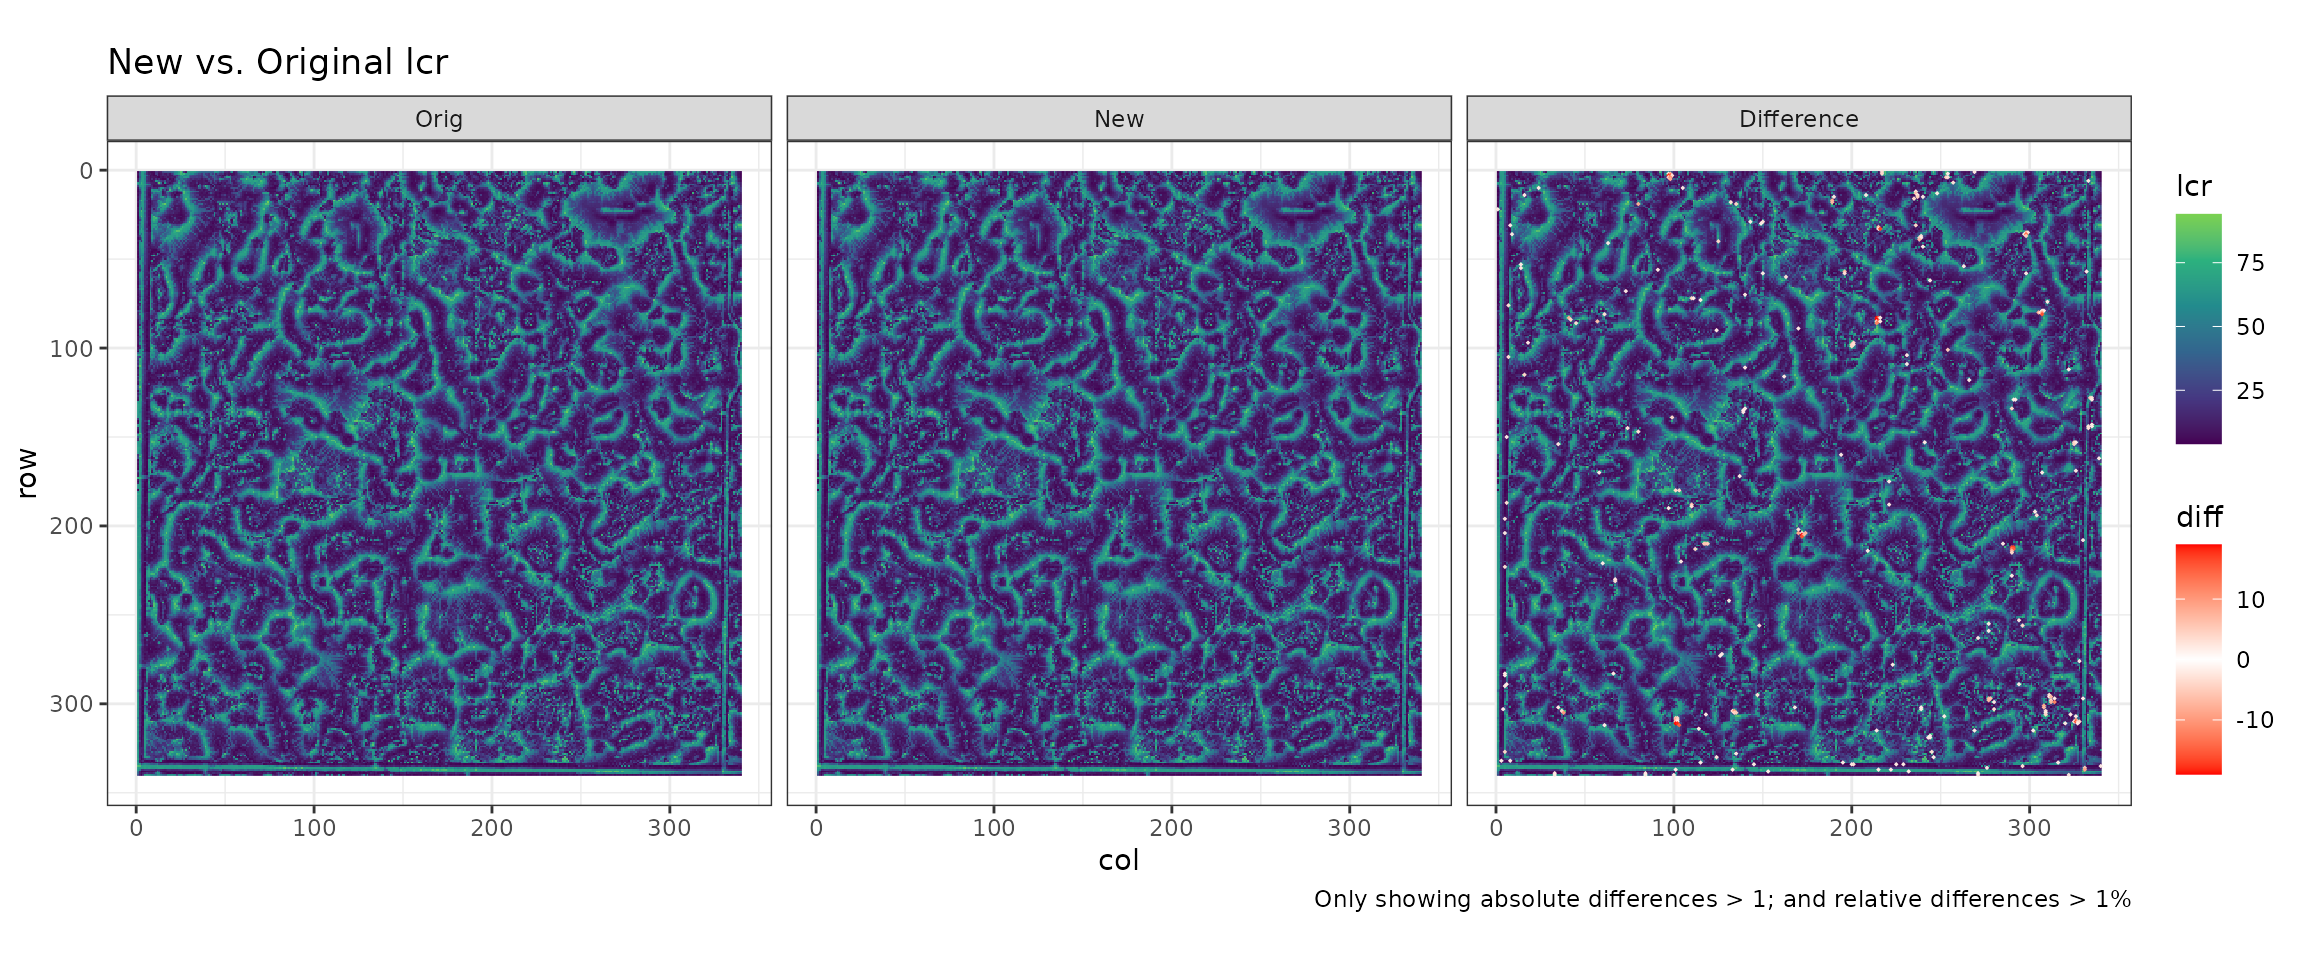 New vs. Original lcr
Orig
New
Difference
0
100
200
300
row
0 100 200 300
0 100 200 300
0 100 200 300
col
lcr
75
50
25
diff
10
0
-10
Only showing absolute differences > 1; and relative differences > 1%